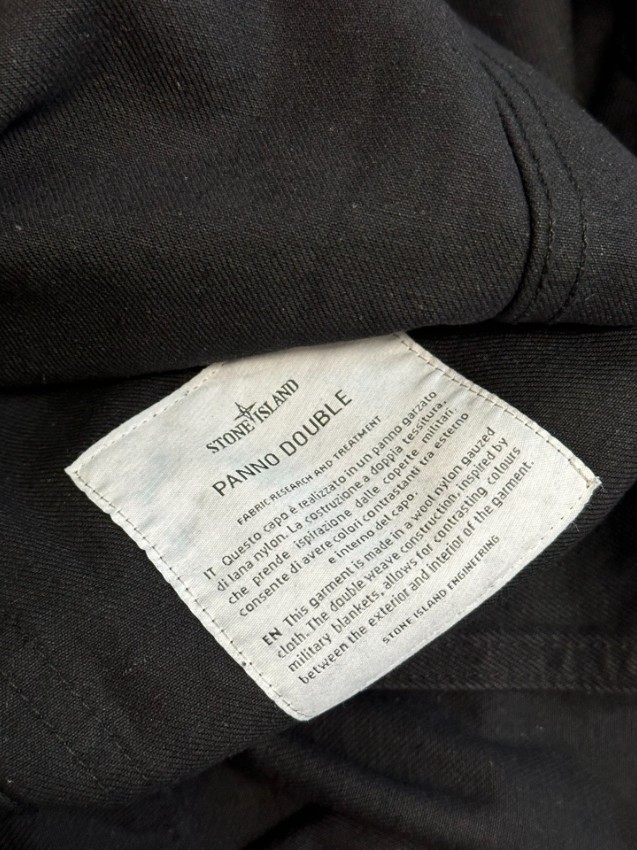 STONE ISLAND
PANNO DOUBLE
FABRIC RESEARCH AND TREATMENT
IT Questo capo è realizzato in un panno garzato
di lana nylon. La costruzione a doppia tessitura,
che prende ispirazione dalle coperte militari,
consente di avere colori contrastanti tra esterno
e interno del capo.
EN This garment is made in a wool nylon gauzed
cloth. The double weave construction, inspired by
military blankets, allows for contrasting colours
between the exterior and interior of the garment.
STONE ISLAND ENGINEERING